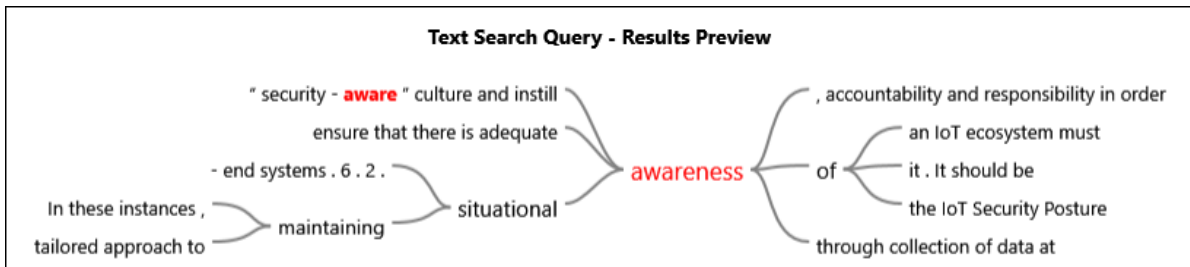 Text Search Query - Results Preview
" security - aware " culture and instill
, accountability and responsibility in order
ensure that there is adequate
an IoT ecosystem must
- end systems . 6 . 2 .
awareness
of
it . It should be
In these instances ,
situational
the IoT Security Posture
maintaining
tailored approach to
through collection of data at